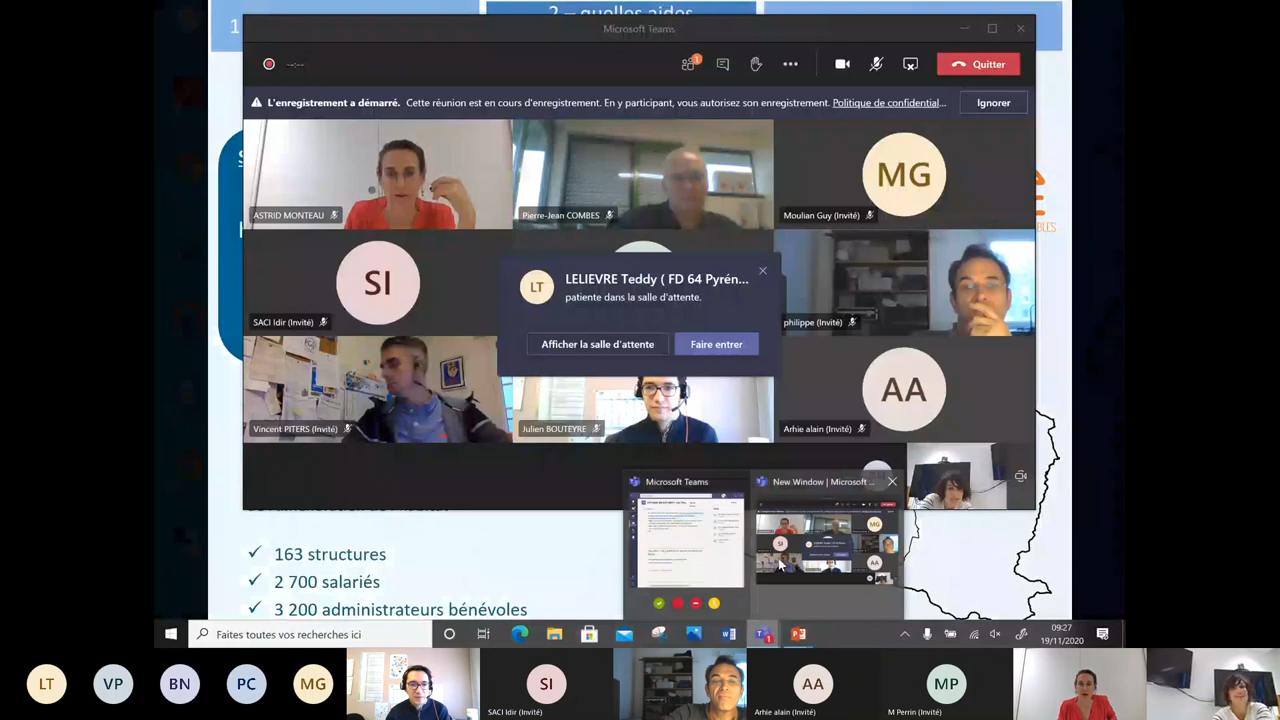 1
2 – quelles aides
Microsoft Teams
--:--
1
Quitter
L'enregistrement a démarré. Cette réunion est en cours d'enregistrement. En y participant, vous autorisez son enregistrement. Politique de confidential...
Ignorer
ASTRID MONTEAU
Pierre-Jean COMBES
MG
Moulian Guy (Invité)
SI
SACI Idir (Invité)
LT
LELIEVRE Teddy ( FD 64 Pyrén...
patiente dans la salle d'attente.
Afficher la salle d'attente
Faire entrer
philippe (Invité)
Vincent PITERS (Invité)
Julien BOUTEYRE
AA
Arhie alain (Invité)
Microsoft Teams
New Window | Microsoft ...
MG
SI
AA
163 structures
2 700 salariés
3 200 administrateurs bénévoles
Faites toutes vos recherches ici
09:27
19/11/2020
LT
VP
BN
PC
MG
SI
SACI Idir (Invité)
AA
Arhie alain (Invité)
MP
M Perrin (Invité)